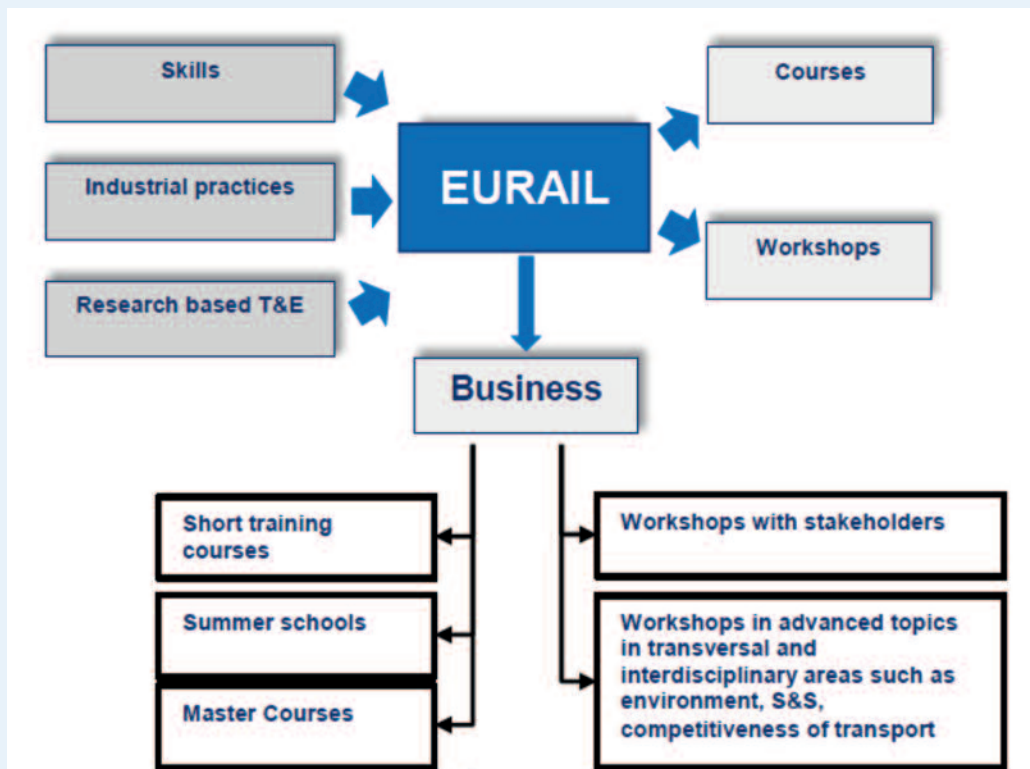 Skills
Courses
EURAIL
Industrial practices
Workshops
Research based T&E
Business
Short training
courses
Workshops with stakeholders
Summer schools
Workshops in advanced topics
in transversal and
interdisciplinary areas such as
environment, S&S,
competitiveness of transport
Master Courses